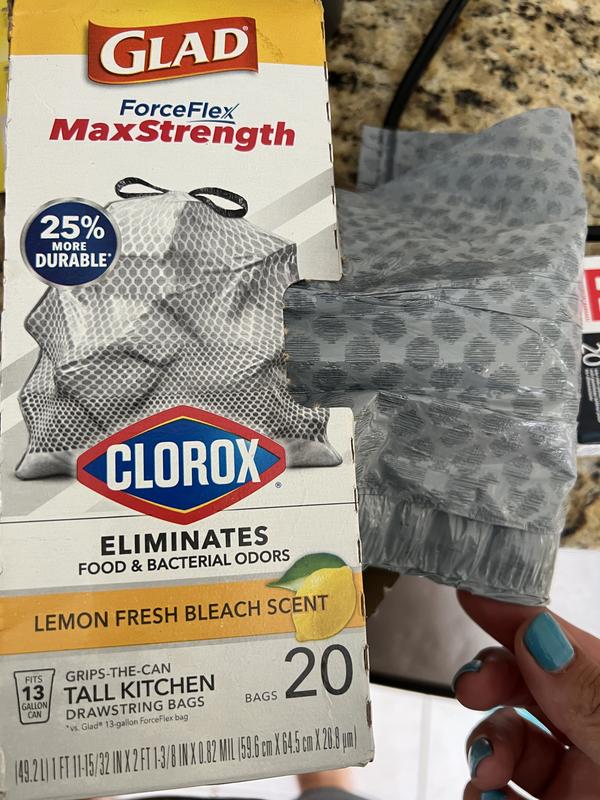 GLAD®
ForceFlex
MaxStrength
25%
MORE
DURABLE*
CLOROX®
ELIMINATES
FOOD & BACTERIAL ODORS
LEMON FRESH BLEACH SCENT
FITS
13
GALLON
CAN
GRIPS-THE-CAN
TALL KITCHEN
DRAWSTRING BAGS
*vs. Glad® 13-gallon ForceFlex bag
BAGS 20
(49.2 L) 1 FT 11-15/32 IN X 2 FT 1-3/8 IN X 0.82 MIL (59.6 cm X 64.5 cm X 20.8 µm)
20